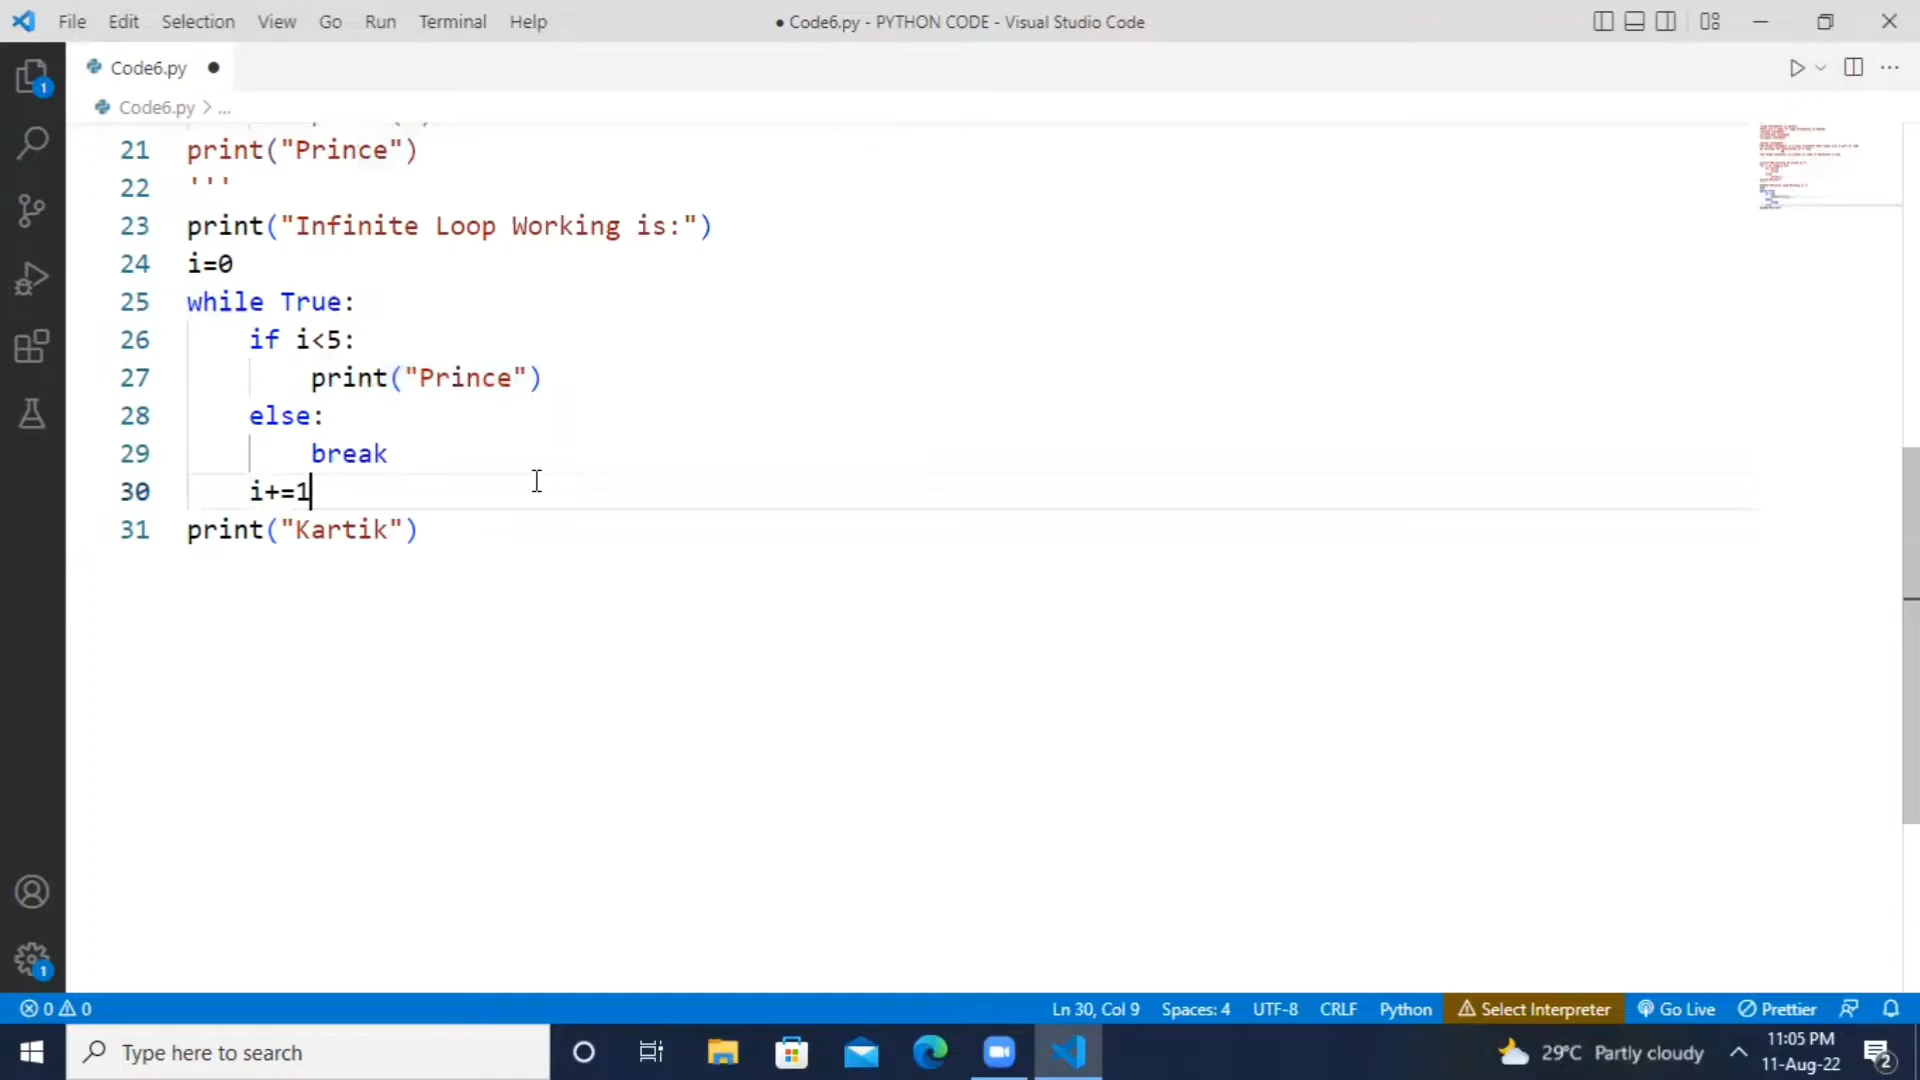 File Edit Selection View Go Run Terminal Help
● Code6.py - PYTHON CODE - Visual Studio Code
Code6.py ●
Code6.py > ...
21 print("Prince")
22 '''
23 print("Infinite Loop Working is:")
24 i=0
25 while True:
26 if i<5:
27 print("Prince")
28 else:
29 break
30 i+=1
31 print("Kartik")
1
1
0 0 Ln 30, Col 9 Spaces: 4 UTF-8 CRLF Python Select Interpreter Go Live Prettier
Type here to search
29°C Partly cloudy
11:05 PM
11-Aug-22
2